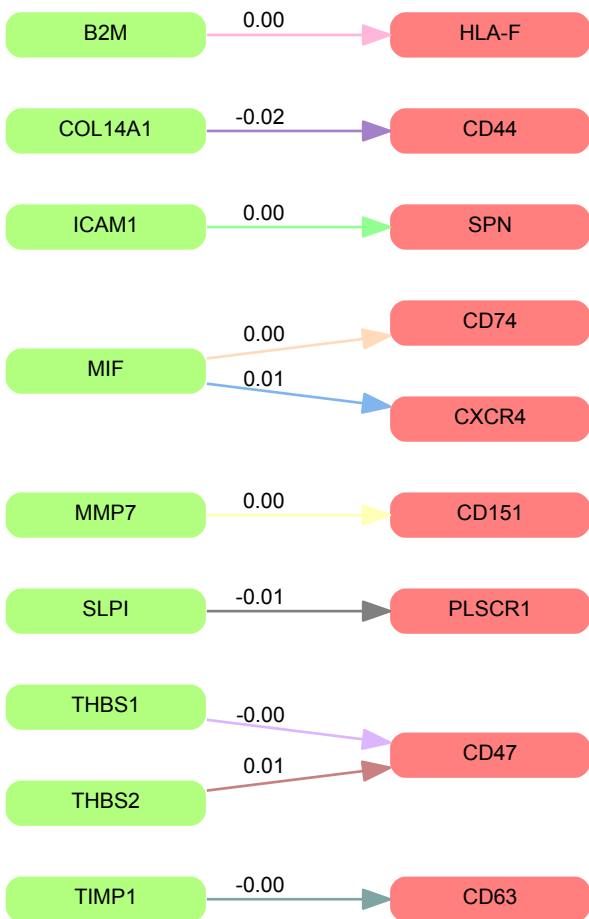 B2M 0.00 HLA-F
COL14A1 -0.02 CD44
ICAM1 0.00 SPN
MIF 0.00 CD74
0.01 CXCR4
MMP7 0.00 CD151
SLPI -0.01 PLSCR1
THBS1 -0.00 CD47
THBS2 0.01
TIMP1 -0.00 CD63